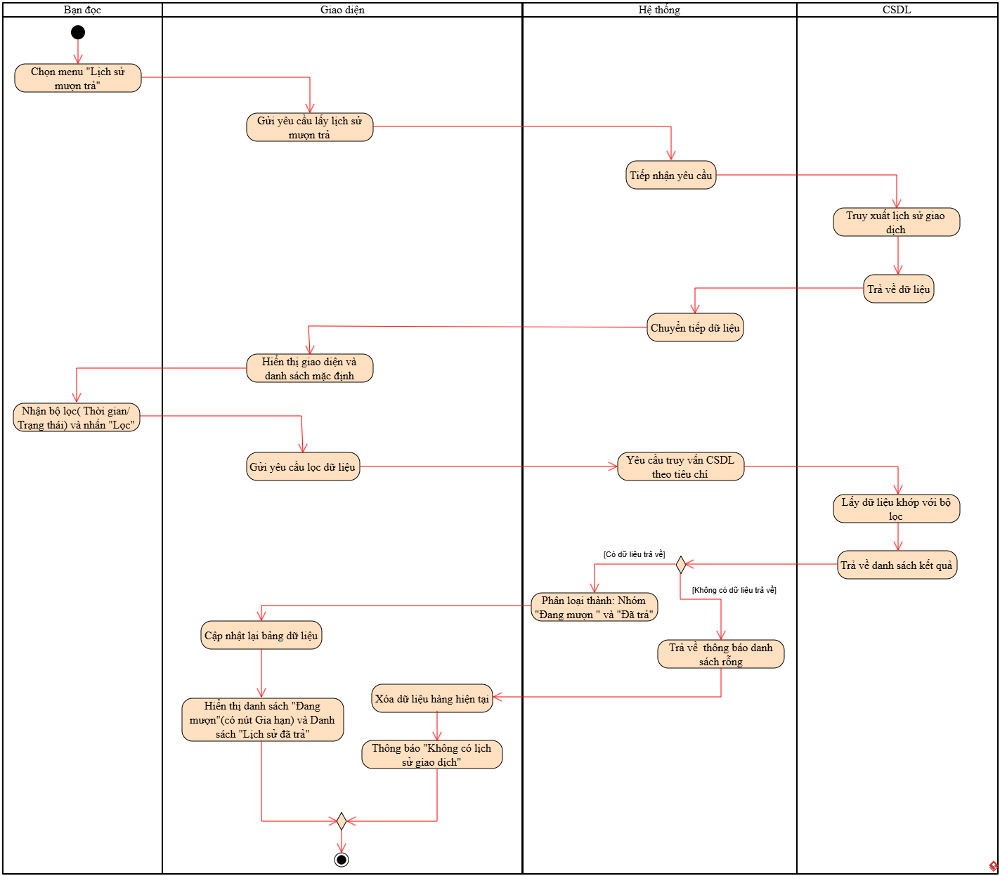 Bạn đọc
Giao diện
Hệ thống
CSDL
Chọn menu "Lịch sử
mượn trả"
Gửi yêu cầu lấy lịch sử
mượn trả
Tiếp nhận yêu cầu
Truy xuất lịch sử giao
dịch
Trả về dữ liệu
Chuyển tiếp dữ liệu
Hiển thị giao diện và
danh sách mặc định
Nhận bộ lọc( Thời gian/
Trạng thái) và nhấn "Lọc"
Gửi yêu cầu lọc dữ liệu
Yêu cầu truy vấn CSDL
theo tiêu chí
Lấy dữ liệu khớp với bộ
lọc
Trả về danh sách kết quả
[Có dữ liệu trả về]
[Không có dữ liệu trả về]
Phân loại thành: Nhóm
"Đang mượn " và "Đã trả"
Cập nhật lại bảng dữ liệu
Trả về  thông báo danh
sách rỗng
Xóa dữ liệu hàng hiện tại
Hiển thị danh sách "Đang
mượn"(có nút Gia hạn) và Danh
sách "Lịch sử đã trả"
Thông báo "Không có lịch
sử giao dịch"